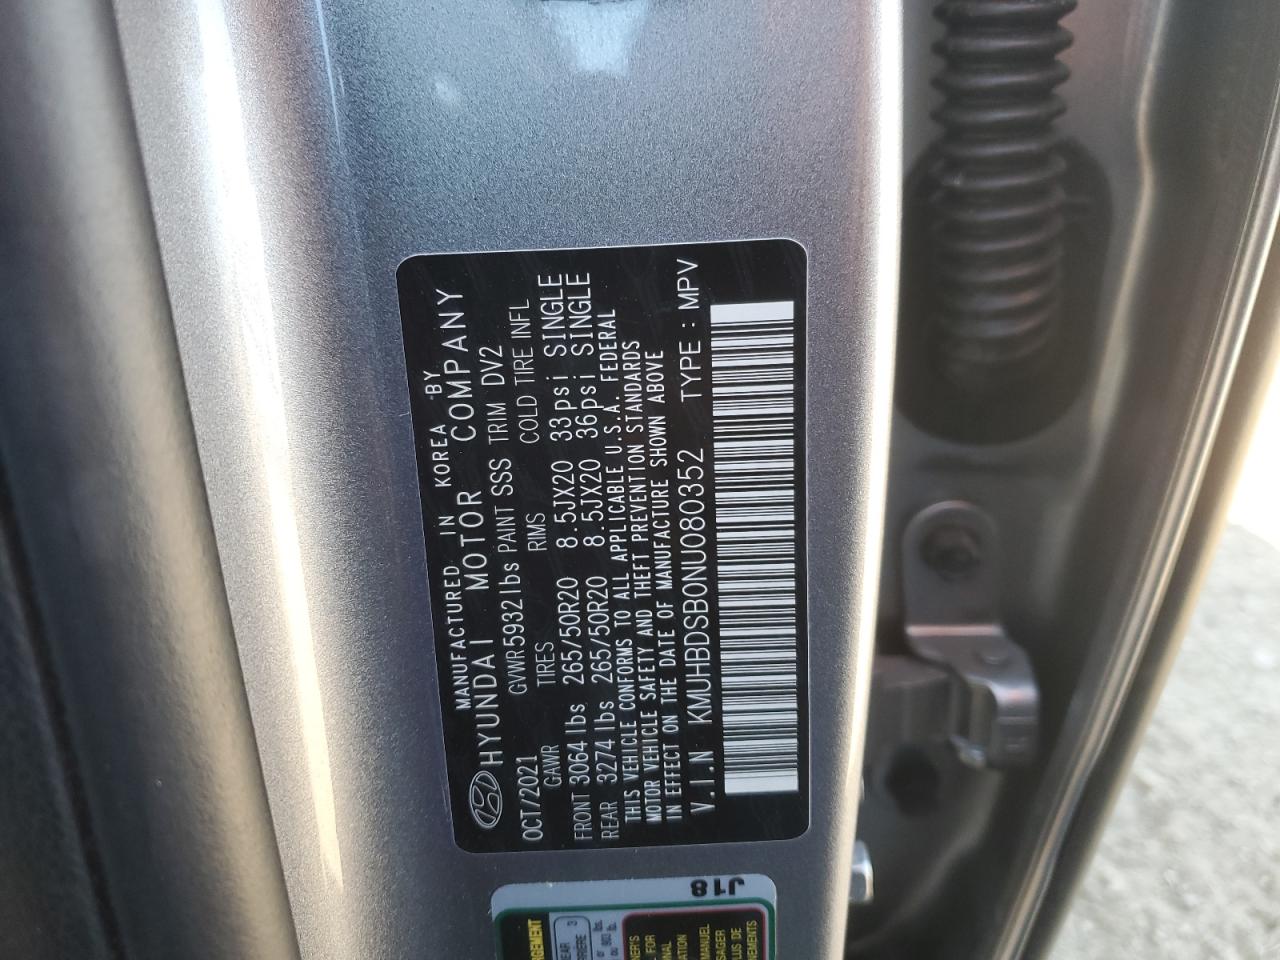 MANUFACTURED IN KOREA BY
HYUNDAI MOTOR COMPANY
OCT/2021 GVWR 5932 lbs PAINT SSS TRIM DV2
GAWR TIRES RIMS COLD TIRE INFL
FRONT 3064 lbs 265/50R20 8.5JX20 33psi SINGLE
REAR 3274 lbs 265/50R20 8.5JX20 36psi SINGLE
THIS VEHICLE CONFORMS TO ALL APPLICABLE U.S.A. FEDERAL
MOTOR VEHICLE SAFETY AND THEFT PREVENTION STANDARDS
IN EFFECT ON THE DATE OF MANUFACTURE SHOWN ABOVE
V.I.N KMUHBDSB0NU080352 TYPE : MPV
J18